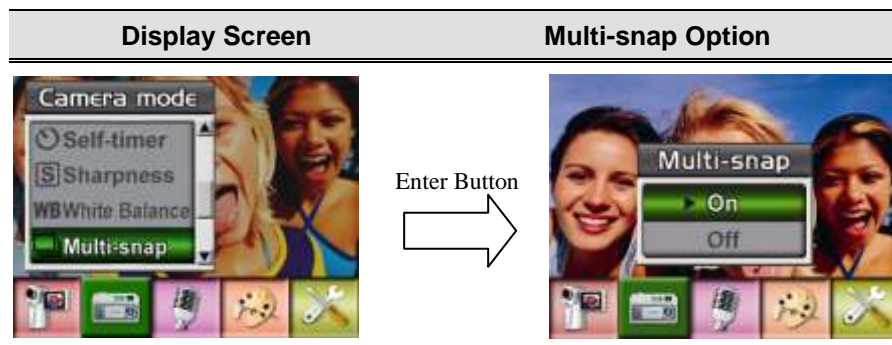 Display Screen Multi-snap Option
Camera mode
Self-timer
S Sharpness
WB White Balance
Multi-snap
Enter Button
Multi-snap
On
Off